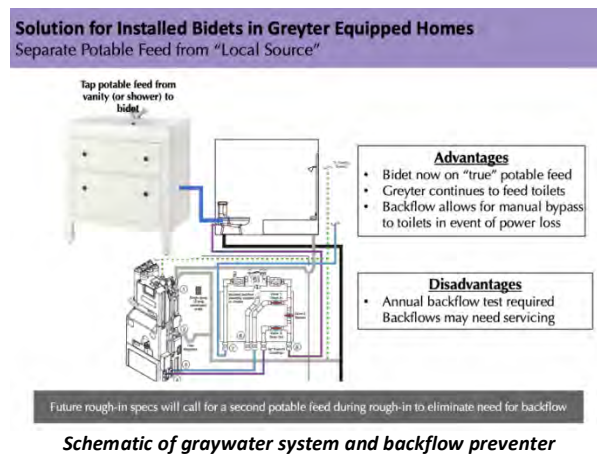 Solution for Installed Bidets in Greyter Equipped Homes
Separate Potable Feed from “Local Source”
Tap potable feed from
vanity (or shower) to
bidet
Advantages
• Bidet now on “true” potable feed
• Greyter continues to feed toilets
• Backflow allows for manual bypass
to toilets in event of power loss
Disadvantages
• Annual backflow test required
Backflows may need servicing
Future rough-in specs will call for a second potable feed during rough-in to eliminate need for backflow
Schematic of graywater system and backflow preventer